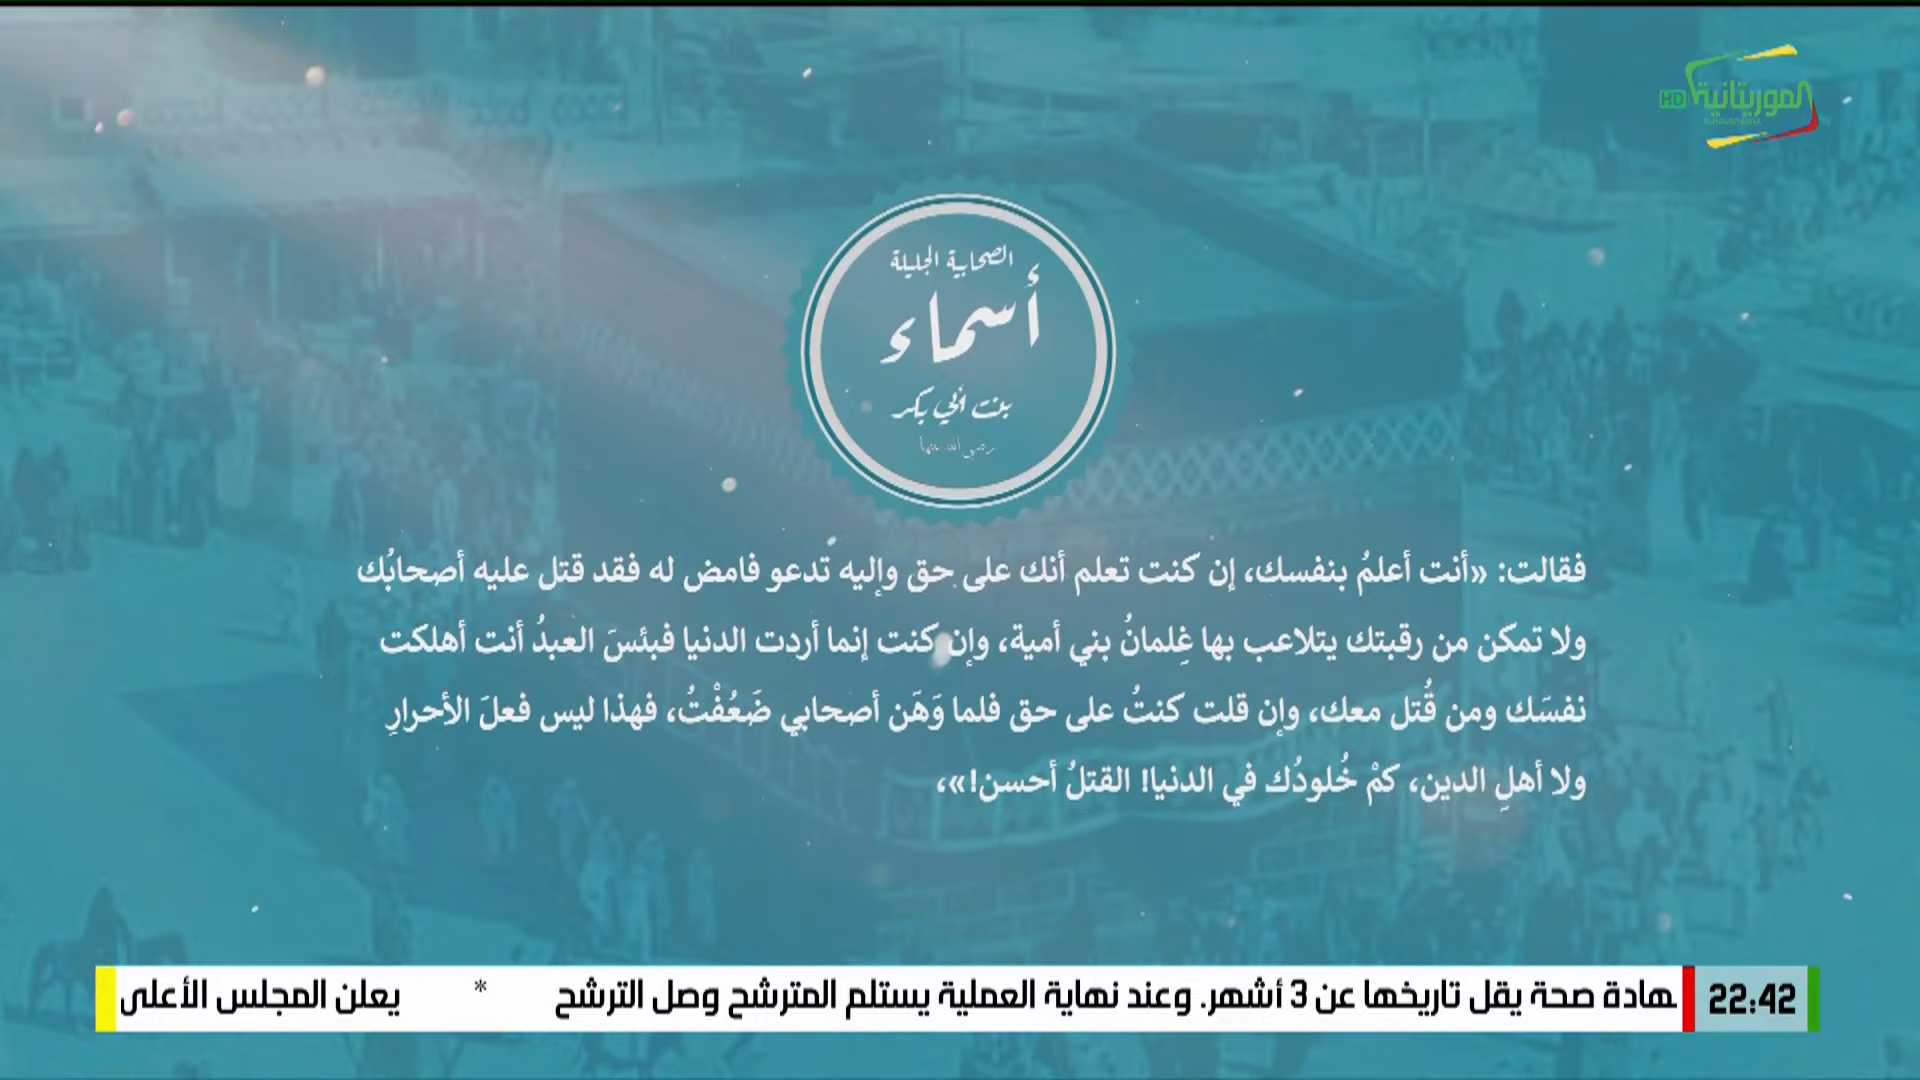 الموريتانية
HD
ALMOURITANIYA
الصحابية الجليلة
أسماء
بنت أبي بكر
رضي الله عنها
فقالت: «أنت أعلمُ بنفسك، إن كنت تعلم أنك على حق وإليه تدعو فامض له فقد قتل عليه أصحابُك
ولا تمكن من رقبتك يتلاعب بها غِلمانُ بني أمية، وإن كنت إنما أردت الدنيا فبئسَ العبدُ أنت أهلكت
نفسَك ومن قُتل معك، وإن قلت كنتُ على حق فلما وَهَن أصحابي ضَعُفْتُ، فهذا ليس فعلَ الأحرارِ
ولا أهلِ الدين، كمْ خُلودُك في الدنيا! القتلُ أحسن!»،
22:42
هادة صحة يقل تاريخها عن 3 أشهر. وعند نهاية العملية يستلم المترشح وصل الترشح * يعلن المجلس الأعلى